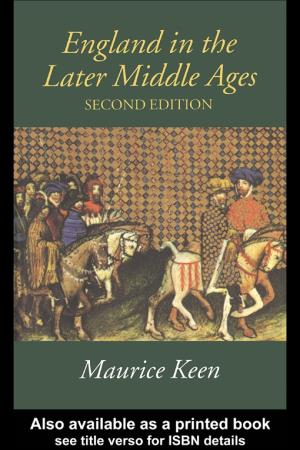 England in the
Later Middle Ages
SECOND EDITION
Maurice Keen
Also available as a printed book
see title verso for ISBN details